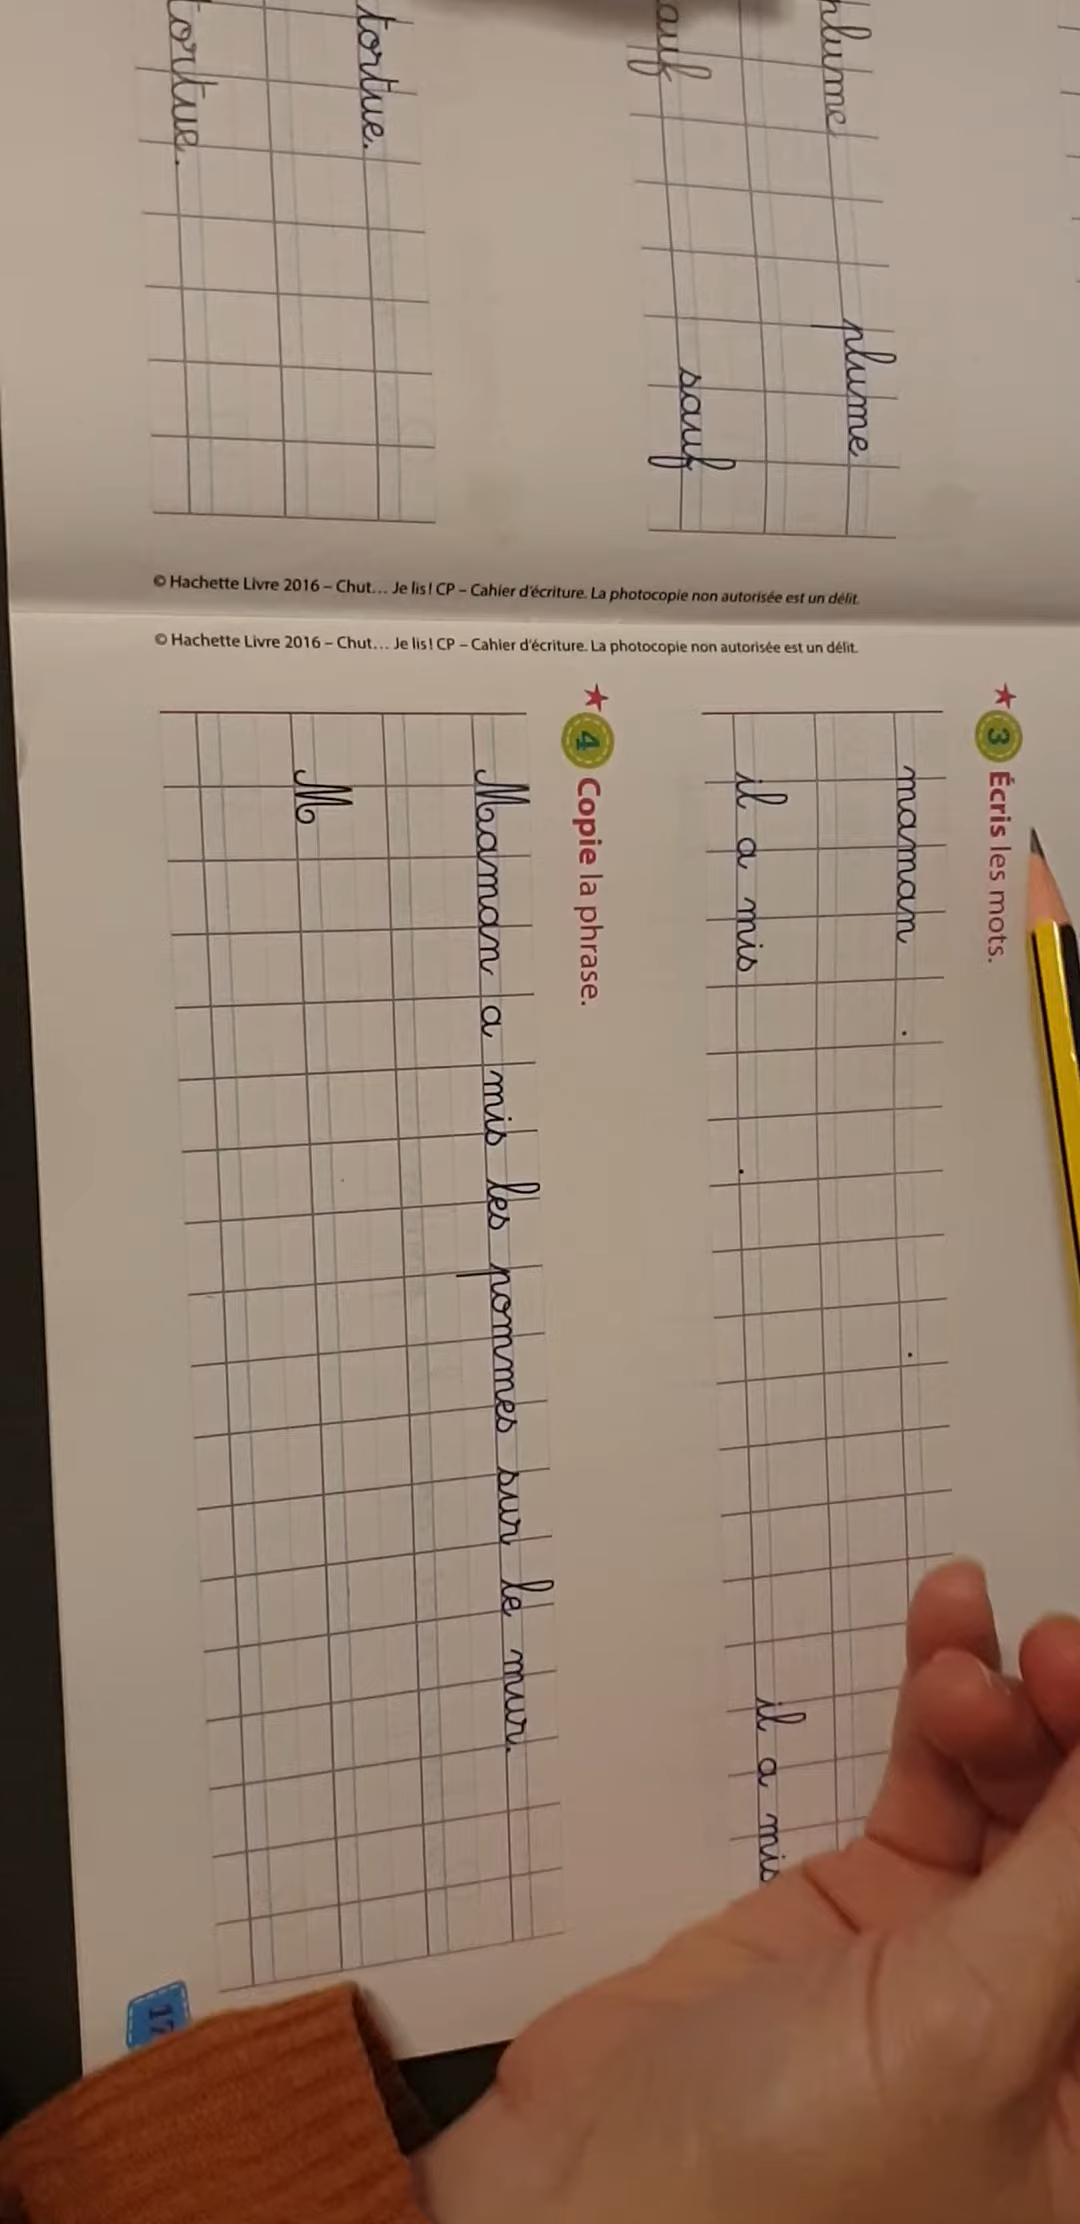 plume plume
sauf sauf
tortue.
tortue.
© Hachette Livre 2016 – Chut… Je lis ! CP – Cahier d'écriture. La photocopie non autorisée est un délit.
© Hachette Livre 2016 – Chut… Je lis ! CP – Cahier d'écriture. La photocopie non autorisée est un délit.
3 Écris les mots.
maman . .
il a mis . il a mis
4 Copie la phrase.
Maman a mis les pommes sur le mur.
M
17